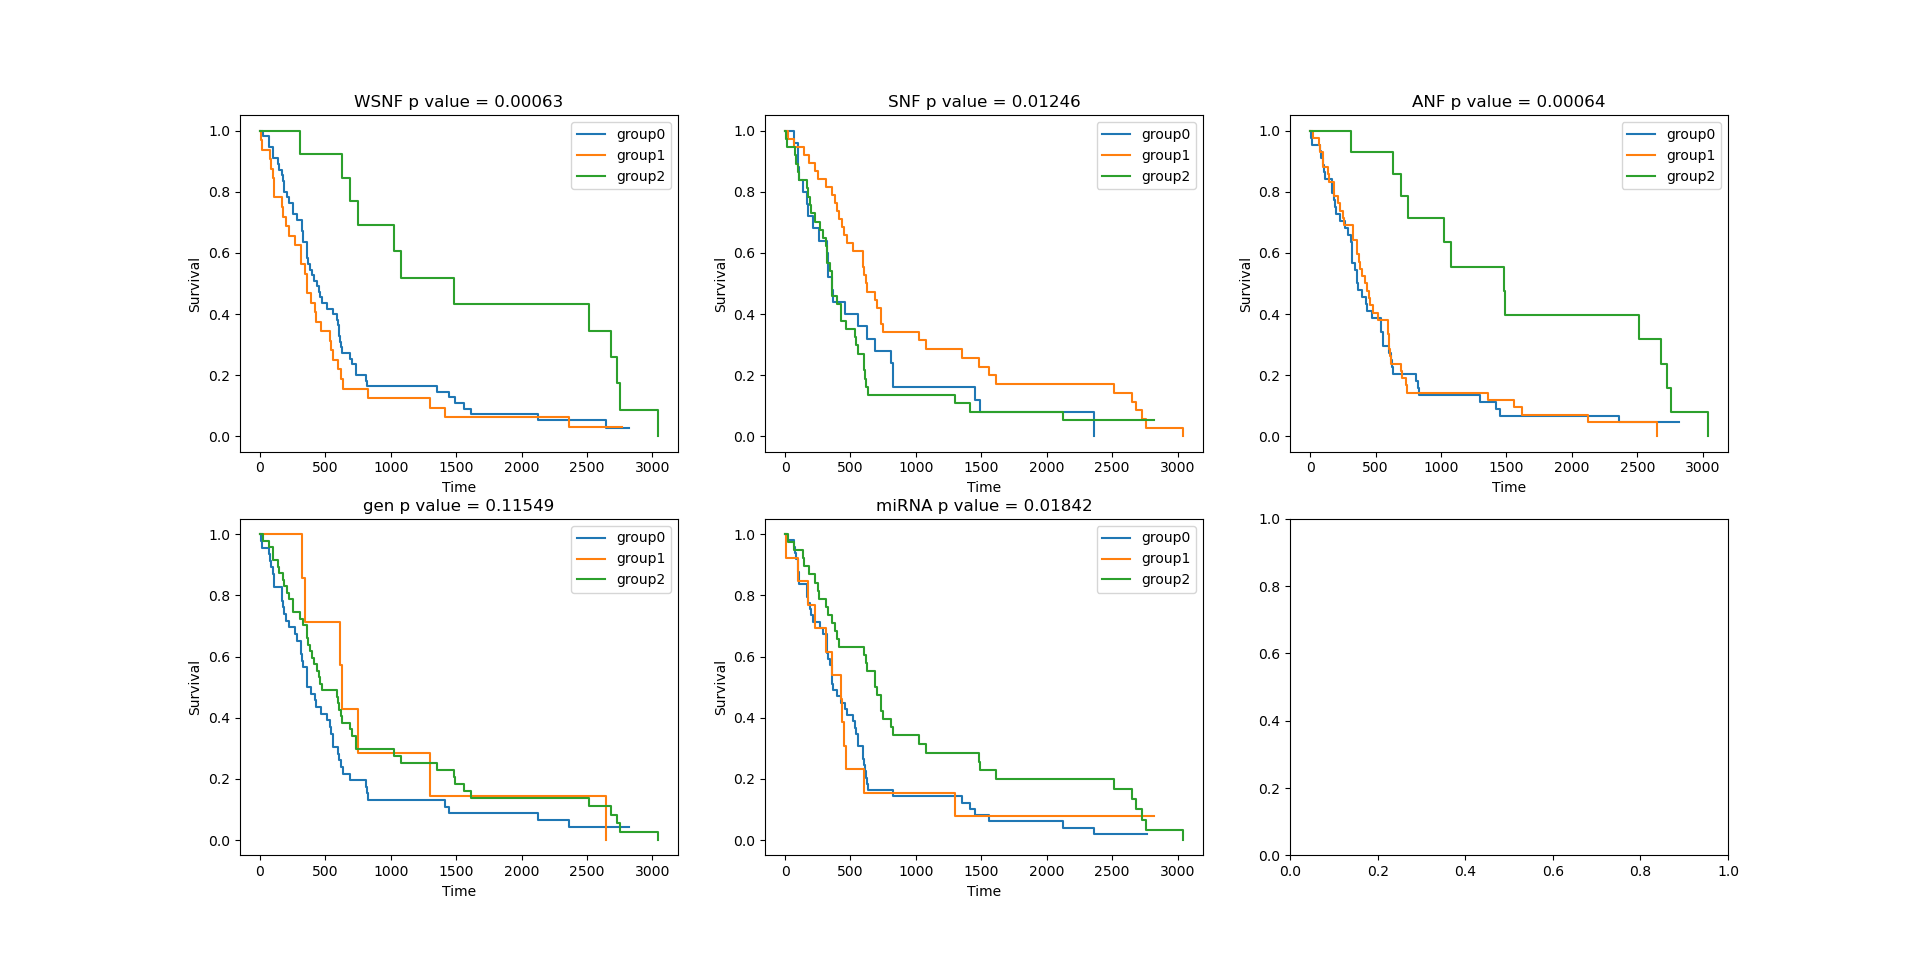 WSNF p value = 0.00063
1.0
0.8
0.6
0.4
0.2
0.0
Survival
group0
group1
group2
0 500 1000 1500 2000 2500 3000
Time
SNF p value = 0.01246
1.0
0.8
0.6
0.4
0.2
0.0
Survival
group0
group1
group2
0 500 1000 1500 2000 2500 3000
Time
ANF p value = 0.00064
1.0
0.8
0.6
0.4
0.2
0.0
Survival
group0
group1
group2
0 500 1000 1500 2000 2500 3000
Time
gen p value = 0.11549
1.0
0.8
0.6
0.4
0.2
0.0
Survival
group0
group1
group2
0 500 1000 1500 2000 2500 3000
Time
miRNA p value = 0.01842
1.0
0.8
0.6
0.4
0.2
0.0
Survival
group0
group1
group2
0 500 1000 1500 2000 2500 3000
Time
1.0
0.8
0.6
0.4
0.2
0.0
0.0 0.2 0.4 0.6 0.8 1.0